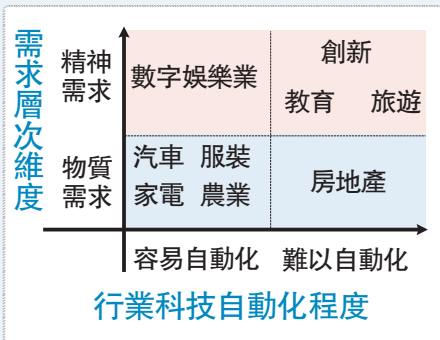 需求層次維度
精神
需求
數字娛樂業
創新
教育 旅遊
物質
需求
汽車 服裝
家電 農業
房地產
容易自動化 難以自動化
行業科技自動化程度